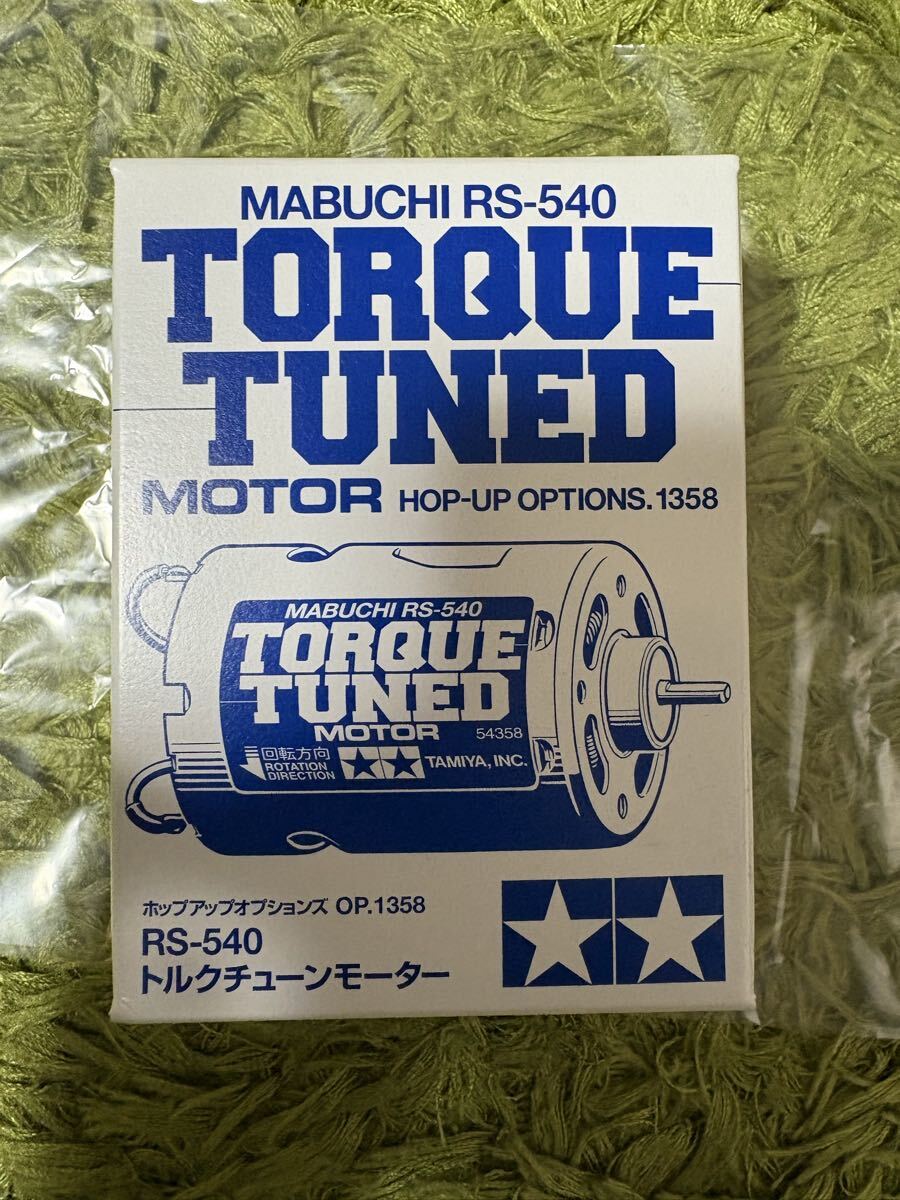 MABUCHI RS-540
TORQUE
TUNED
MOTOR HOP-UP OPTIONS.1358
MABUCHI RS-540
TORQUE
TUNED
MOTOR 54358
回転方向
ROTATION
DIRECTION
TAMIYA, INC.
ホップアップオプションズ OP.1358
RS-540
トルクチューンモーター